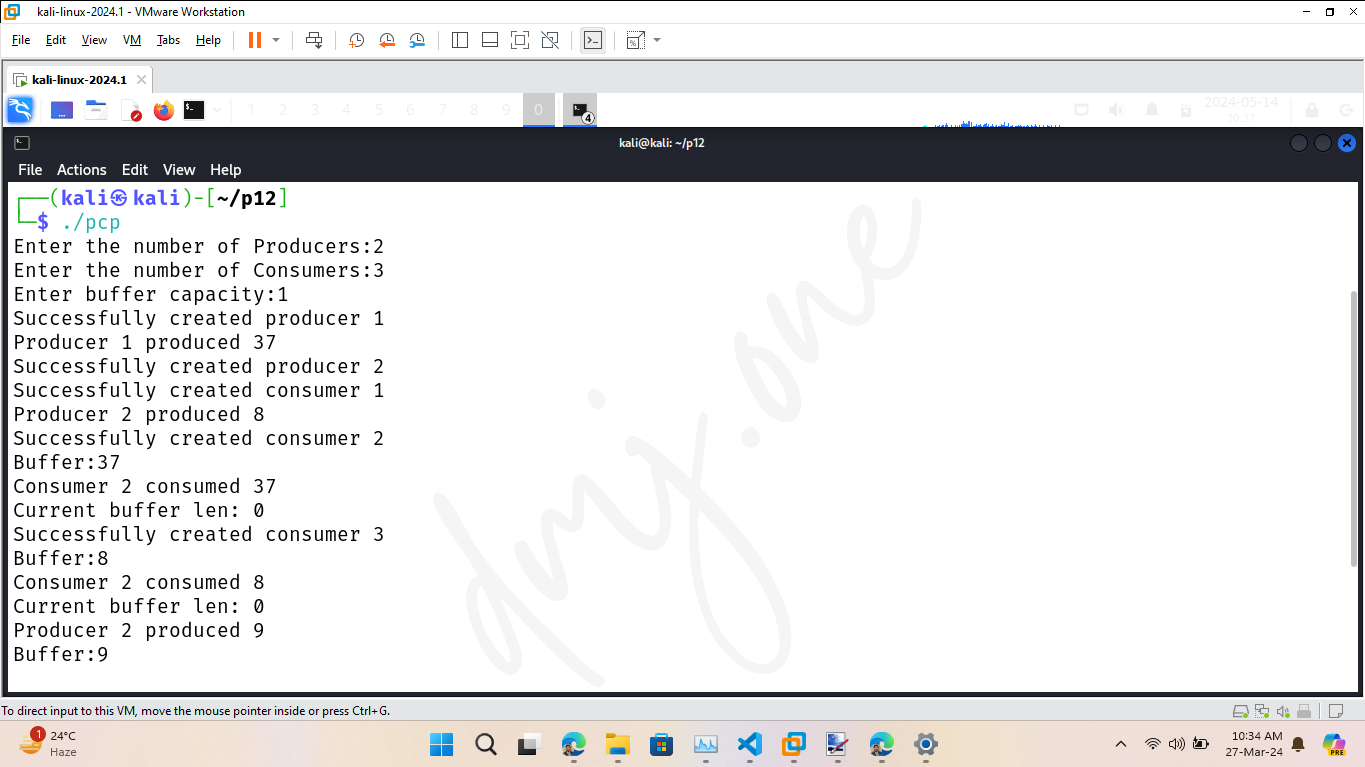 kali-linux-2024.1 - VMware Workstation
File Edit View VM Tabs Help
kali-linux-2024.1
1 2 3 4 5 6 7 8 9 0 4 2024-05-14
20:37
kali@kali: ~/p12
File Actions Edit View Help
┌──(kali㉿kali)-[~/p12]
└─$ ./pcp
Enter the number of Producers:2
Enter the number of Consumers:3
Enter buffer capacity:1
Successfully created producer 1
Producer 1 produced 37
Successfully created producer 2
Successfully created consumer 1
Producer 2 produced 8
Successfully created consumer 2
Buffer:37
Consumer 2 consumed 37
Current buffer len: 0
Successfully created consumer 3
Buffer:8
Consumer 2 consumed 8
Current buffer len: 0
Producer 2 produced 9
Buffer:9
dmj.one
To direct input to this VM, move the mouse pointer inside or press Ctrl+G.
1 24°C
Haze
10:34 AM
27-Mar-24
PRE